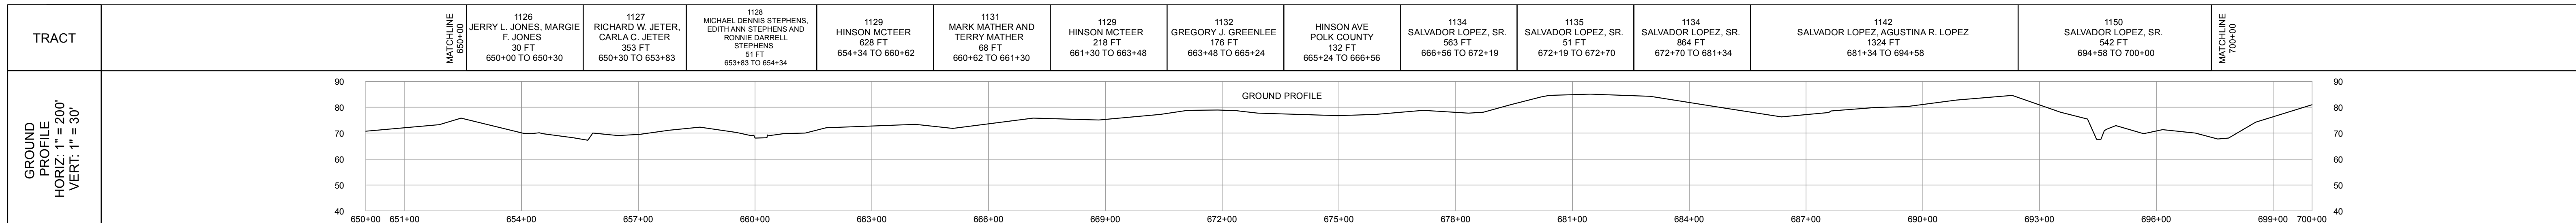 TRACT
MATCHLINE
650+00
1126
JERRY L. JONES, MARGIE
F. JONES
30 FT
650+00 TO 650+30
1127
RICHARD W. JETER,
CARLA C. JETER
353 FT
650+30 TO 653+83
1128
MICHAEL DENNIS STEPHENS,
EDITH ANN STEPHENS AND
RONNIE DARRELL
STEPHENS
51 FT
653+83 TO 654+34
1129
HINSON MCTEER
628 FT
654+34 TO 660+62
1131
MARK MATHER AND
TERRY MATHER
68 FT
660+62 TO 661+30
1129
HINSON MCTEER
218 FT
661+30 TO 663+48
1132
GREGORY J. GREENLEE
176 FT
663+48 TO 665+24
HINSON AVE
POLK COUNTY
132 FT
665+24 TO 666+56
1134
SALVADOR LOPEZ, SR.
563 FT
666+56 TO 672+19
1135
SALVADOR LOPEZ, SR.
51 FT
672+19 TO 672+70
1134
SALVADOR LOPEZ, SR.
864 FT
672+70 TO 681+34
1142
SALVADOR LOPEZ, AGUSTINA R. LOPEZ
1324 FT
681+34 TO 694+58
1150
SALVADOR LOPEZ, SR.
542 FT
694+58 TO 700+00
MATCHLINE
700+00
GROUND
PROFILE
HORIZ: 1" = 200'
VERT: 1" = 30'
GROUND PROFILE
90
80
70
60
50
40
90
80
70
60
50
40
650+00 651+00 654+00 657+00 660+00 663+00 666+00 669+00 672+00 675+00 678+00 681+00 684+00 687+00 690+00 693+00 696+00 699+00 700+00